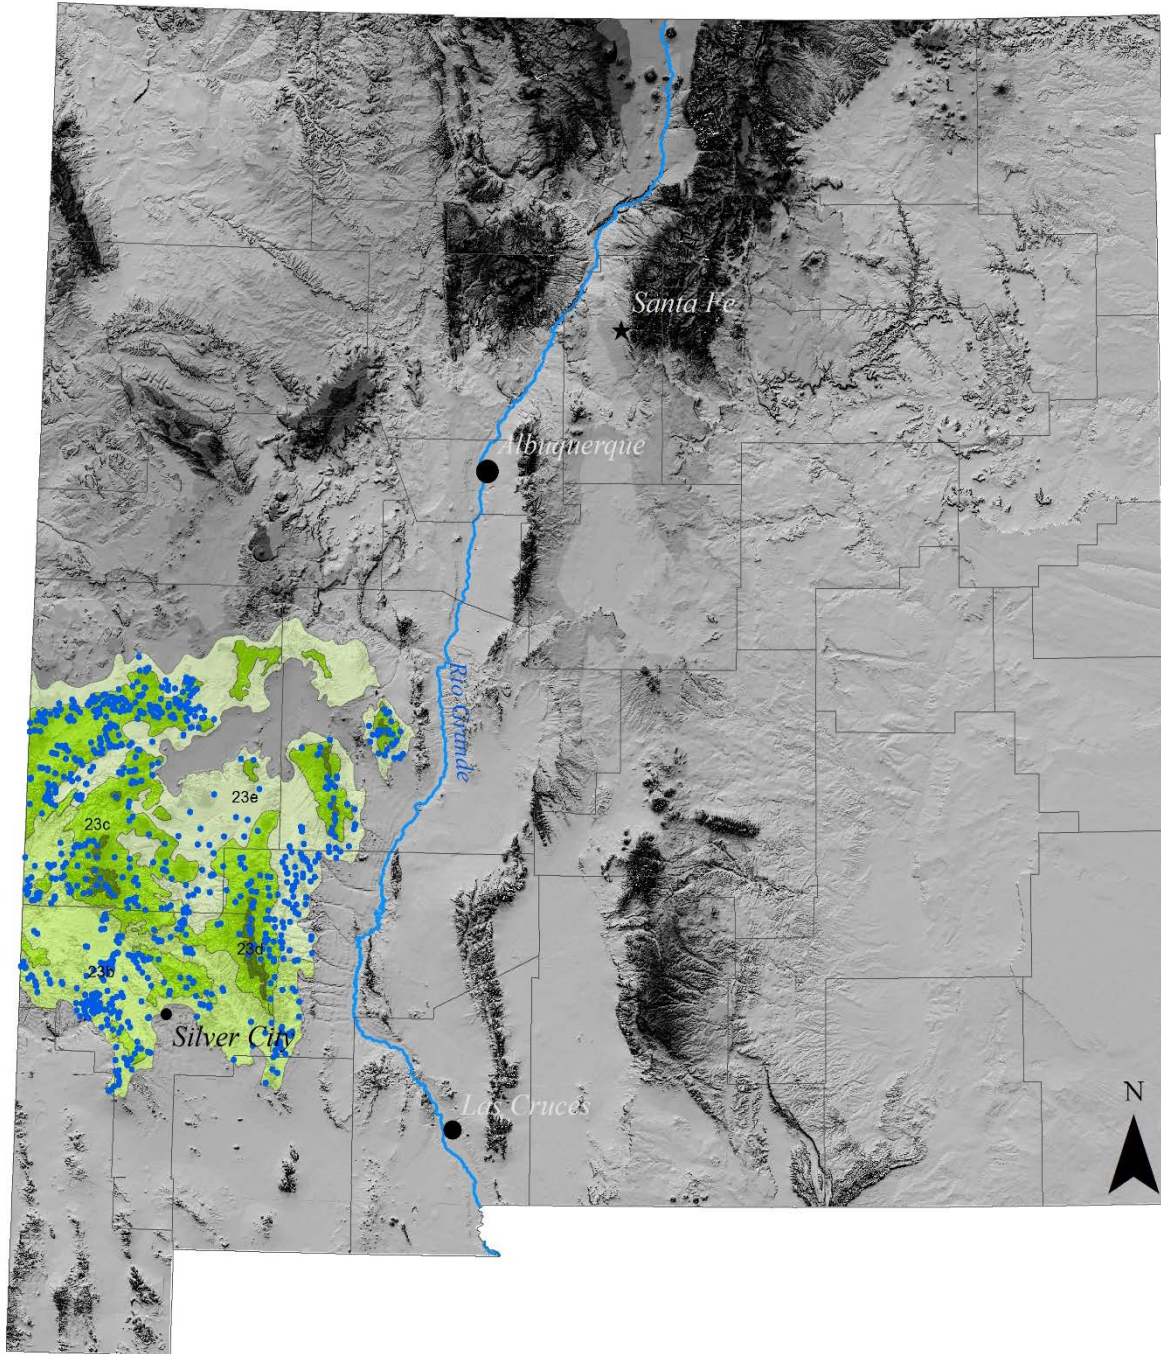 Santa Fe
Albuquerque
Rio Grande
23e
23c
23d
23b
Silver City
Las Cruces
N